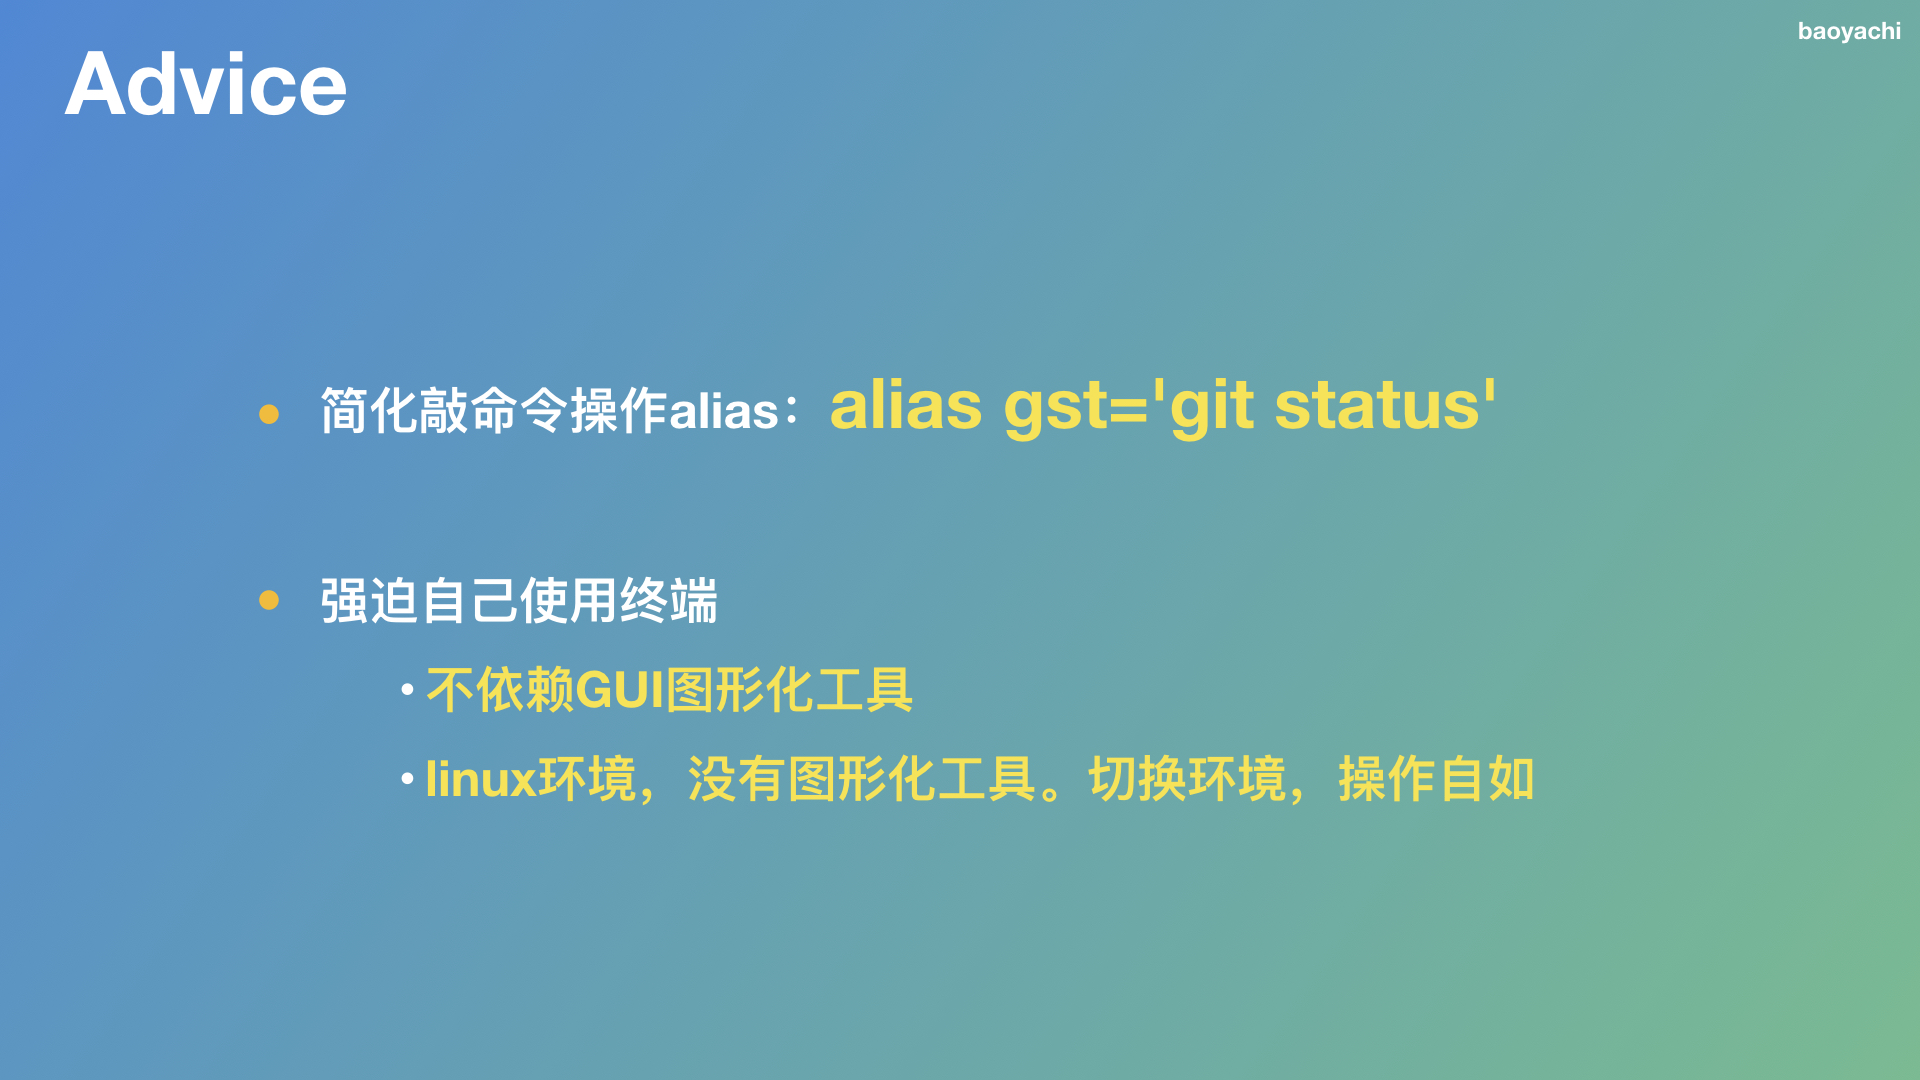 baoyachi
Advice
• 简化敲命令操作alias：alias gst='git status'
• 强迫自己使用终端
• 不依赖GUI图形化工具
• linux环境，没有图形化工具。切换环境，操作自如